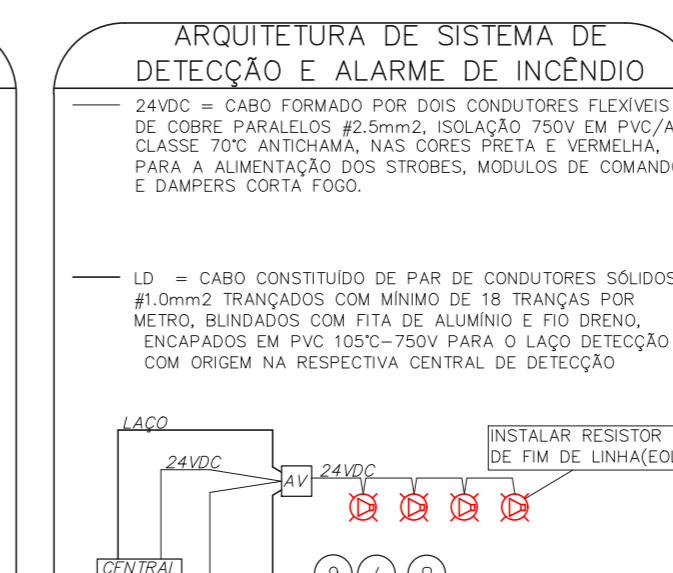 ARQUITETURA DE SISTEMA DE
DETECÇÃO E ALARME DE INCÊNDIO
24VDC = CABO FORMADO POR DOIS CONDUTORES FLEXÍVEIS
DE COBRE PARALELOS #2.5mm2, ISOLAÇÃO 750V EM PVC/A
CLASSE 70°C ANTICHAMA, NAS CORES PRETA E VERMELHA,
PARA A ALIMENTAÇÃO DOS STROBES, MODULOS DE COMANDO
E DAMPERS CORTA FOGO.
LD = CABO CONSTITUÍDO DE PAR DE CONDUTORES SÓLIDOS
#1.0mm2 TRANÇADOS COM MÍNIMO DE 18 TRANÇAS POR
METRO, BLINDADOS COM FITA DE ALUMÍNIO E FIO DRENO,
ENCAPADOS EM PVC 105°C-750V PARA O LAÇO DETECÇÃO
COM ORIGEM NA RESPECTIVA CENTRAL DE DETECÇÃO
LAÇO
INSTALAR RESISTOR
DE FIM DE LINHA(EOL
24VDC
AV
24VDC
CENTRAL